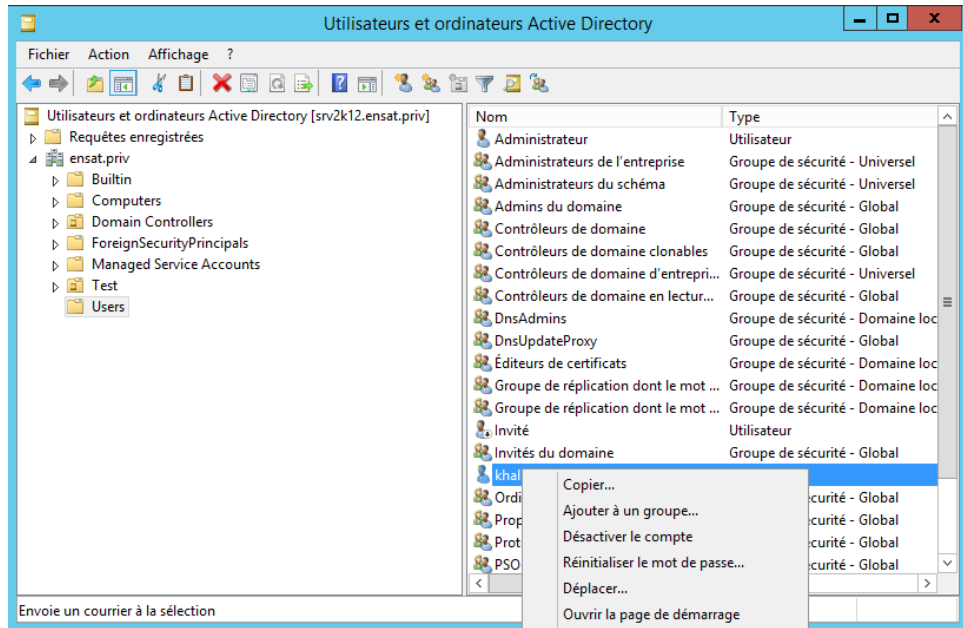 Utilisateurs et ordinateurs Active Directory
Fichier Action Affichage ?
Utilisateurs et ordinateurs Active Directory [srv2k12.ensat.priv]
Requêtes enregistrées
ensat.priv
Builtin
Computers
Domain Controllers
ForeignSecurityPrincipals
Managed Service Accounts
Test
Users
Nom Type
Administrateur Utilisateur
Administrateurs de l'entreprise Groupe de sécurité - Universel
Administrateurs du schéma Groupe de sécurité - Universel
Admins du domaine Groupe de sécurité - Global
Contrôleurs de domaine Groupe de sécurité - Global
Contrôleurs de domaine clonables Groupe de sécurité - Global
Contrôleurs de domaine d'entrepri... Groupe de sécurité - Universel
Contrôleurs de domaine en lectur... Groupe de sécurité - Global
DnsAdmins Groupe de sécurité - Domaine loc
DnsUpdateProxy Groupe de sécurité - Global
Éditeurs de certificats Groupe de sécurité - Domaine loc
Groupe de réplication dont le mot ... Groupe de sécurité - Domaine loc
Groupe de réplication dont le mot ... Groupe de sécurité - Domaine loc
Invité Utilisateur
Invités du domaine Groupe de sécurité - Global
khal
Ordi écurité - Global
Prop écurité - Global
Prot écurité - Global
PSO écurité - Global
Copier...
Ajouter à un groupe...
Désactiver le compte
Réinitialiser le mot de passe...
Déplacer...
Ouvrir la page de démarrage
Envoie un courrier à la sélection